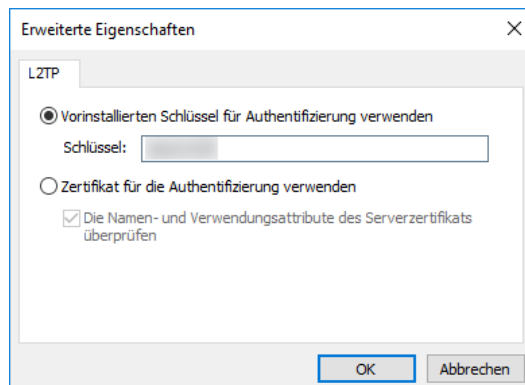 Erweiterte Eigenschaften
L2TP
Vorinstallierten Schlüssel für Authentifizierung verwenden
Schlüssel:
Zertifikat für die Authentifizierung verwenden
Die Namen- und Verwendungsattribute des Serverzertifikats
überprüfen
OK Abbrechen